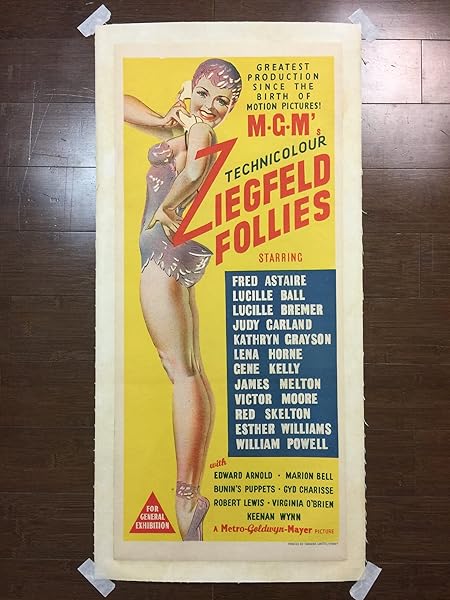 GREATEST
PRODUCTION
SINCE THE
BIRTH OF
MOTION PICTURES!
M·G·M's
TECHNICOLOUR
ZIEGFELD
FOLLIES
STARRING
FRED ASTAIRE
LUCILLE BALL
LUCILLE BREMER
JUDY GARLAND
KATHRYN GRAYSON
LENA HORNE
GENE KELLY
JAMES MELTON
VICTOR MOORE
RED SKELTON
ESTHER WILLIAMS
WILLIAM POWELL
with
EDWARD ARNOLD · MARION BELL
BUNIN'S PUPPETS · CYD CHARISSE
ROBERT LEWIS · VIRGINIA O'BRIEN
KEENAN WYNN
A Metro-Goldwyn-Mayer PICTURE
FOR
GENERAL
EXHIBITION